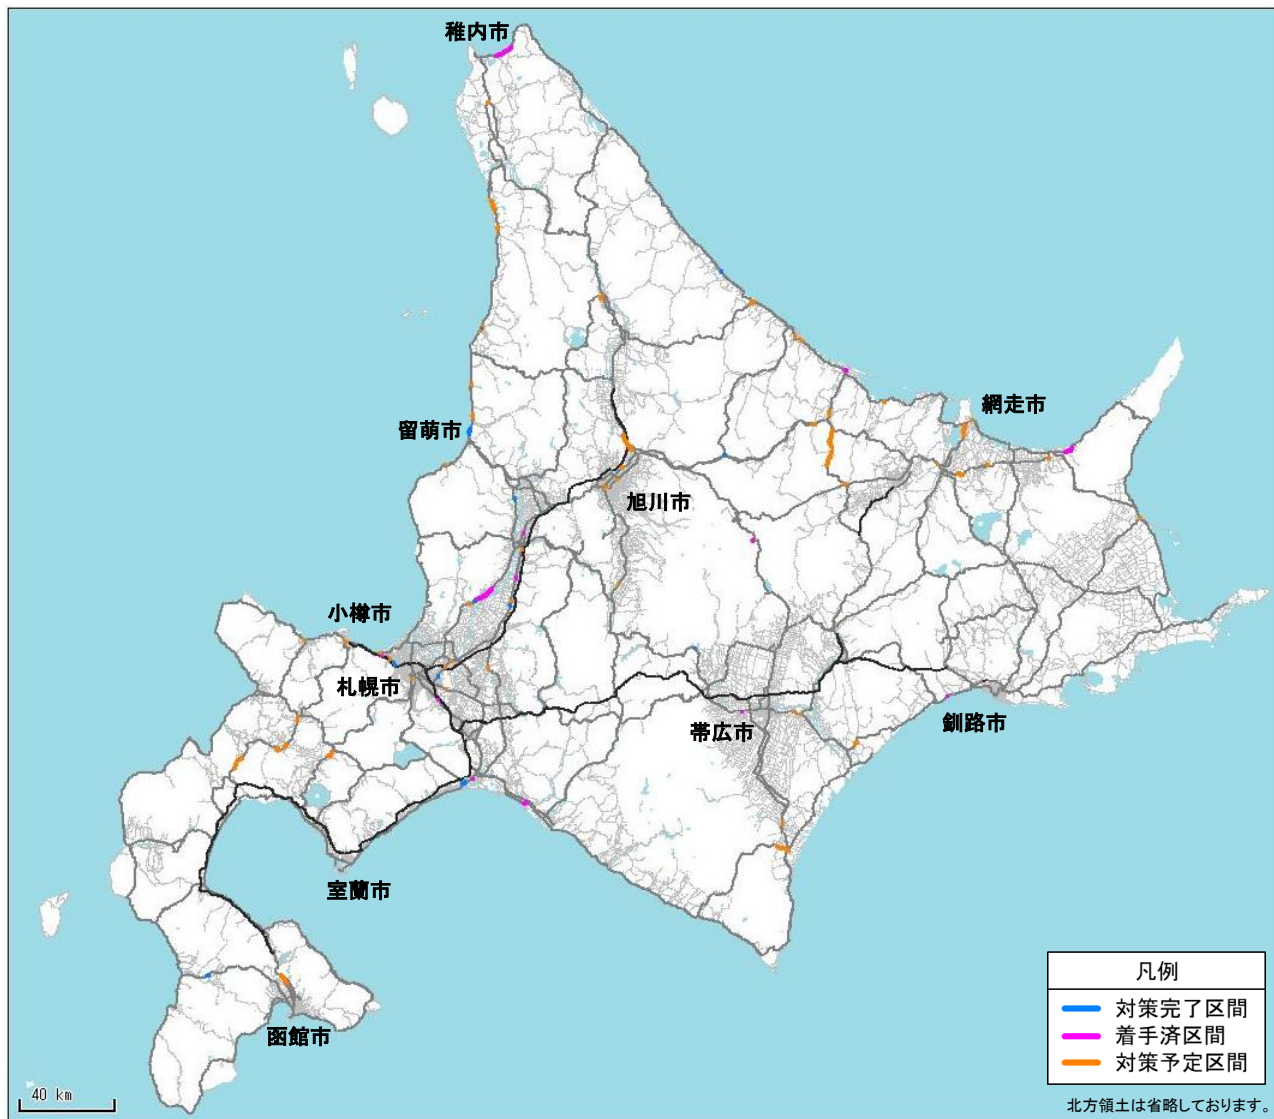 稚内市
網走市
留萌市
旭川市
小樽市
札幌市
帯広市
釧路市
室蘭市
函館市
凡例
対策完了区間
着手済区間
対策予定区間
40 km
北方領土は省略しております。